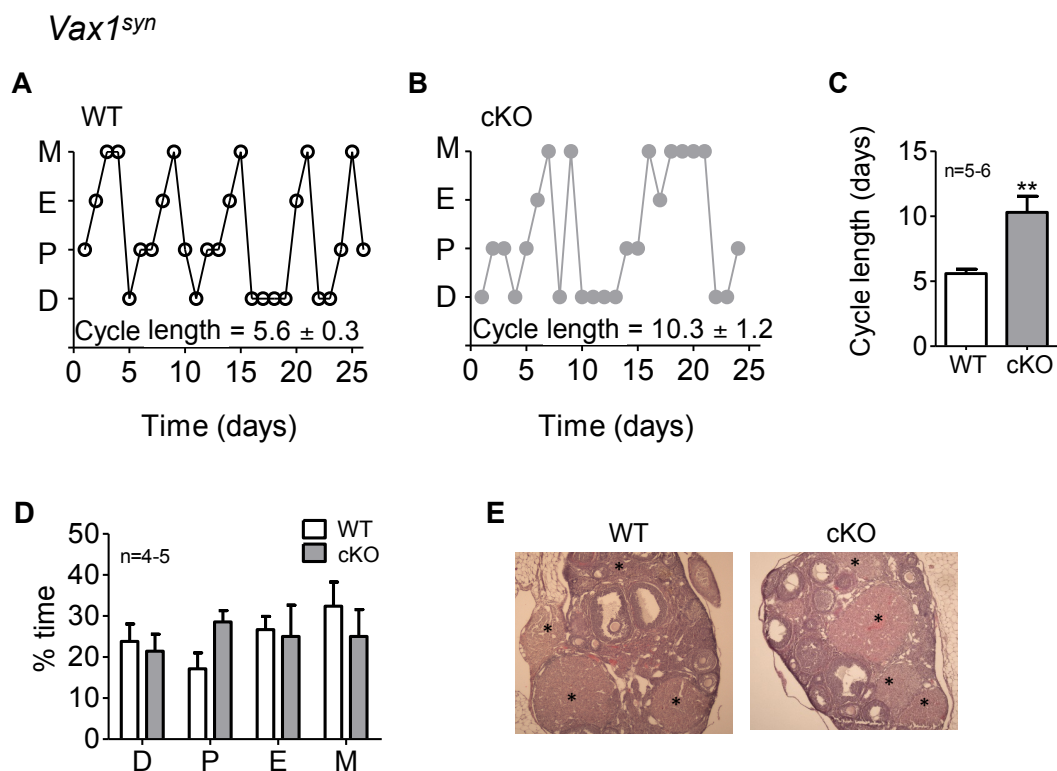 Vax1syn
A
WT
M
E
P
D
Cycle length = 5.6 ± 0.3
0 5 10 15 20 25
Time (days)
B
cKO
M
E
P
D
Cycle length = 10.3 ± 1.2
0 5 10 15 20 25
Time (days)
C
Cycle length (days)
15
10
5
0
n=5-6
**
WT cKO
D
% time
50
40
30
20
10
0
n=4-5
WT
cKO
D P E M
E
WT cKO
* * * *
* * * *